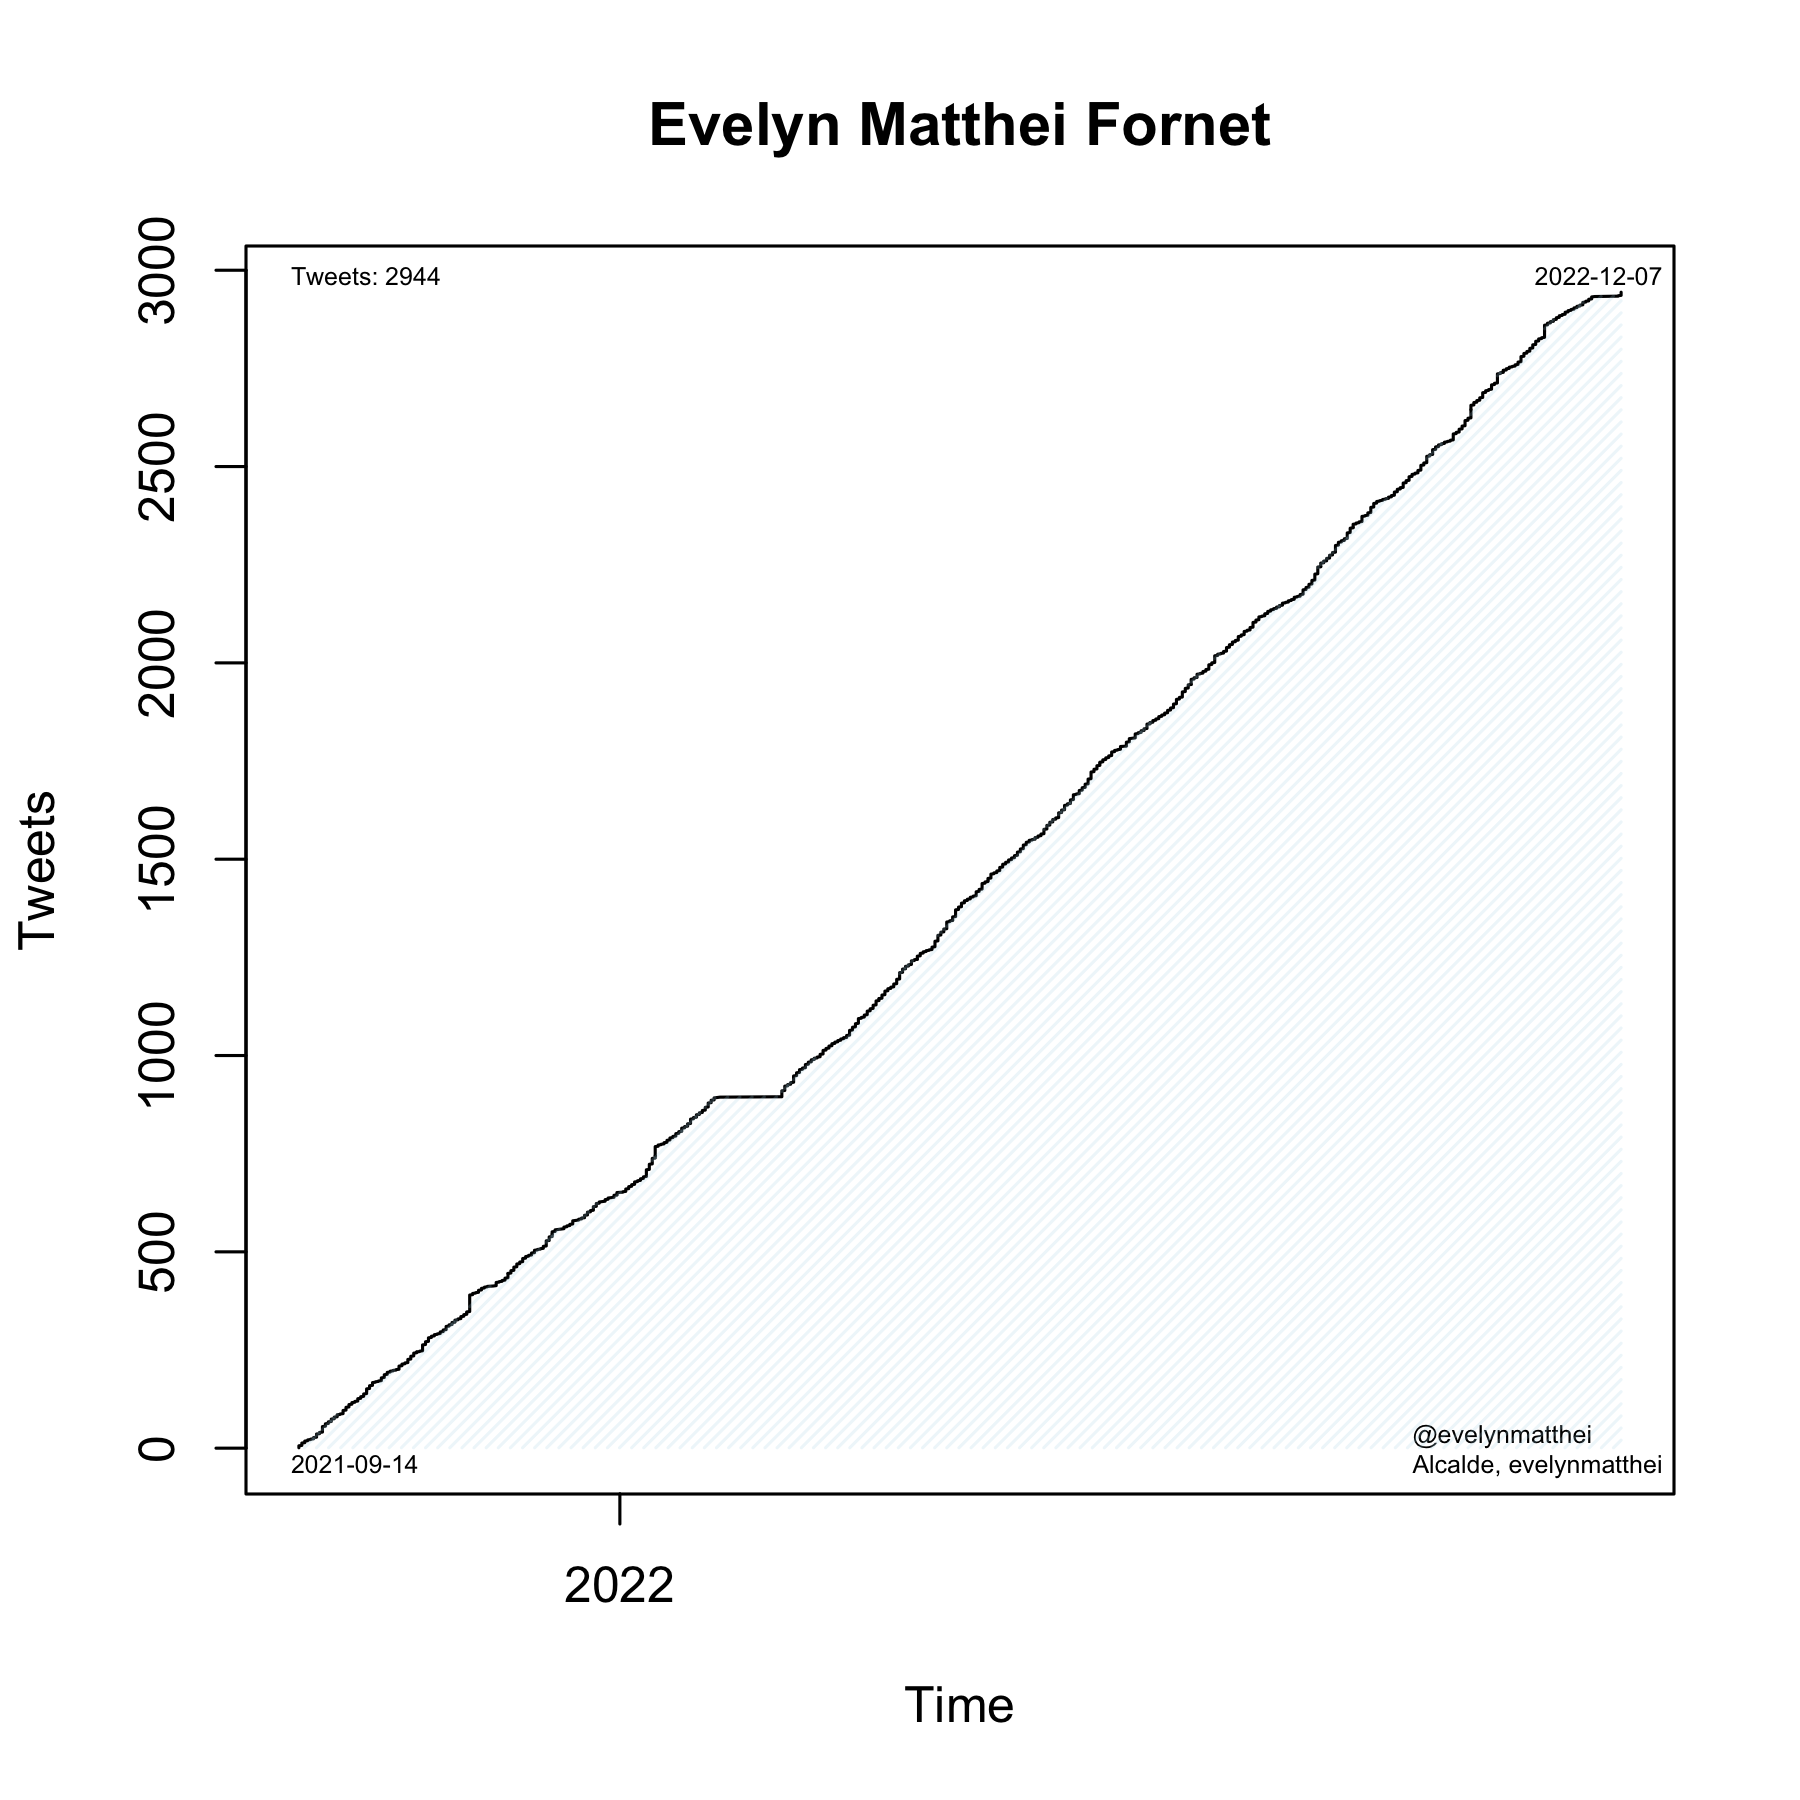 Evelyn Matthei Fornet
Tweets: 2944
2022-12-07
3000
2500
2000
1500
1000
500
0
Tweets
@evelynmatthei
Alcalde, evelynmatthei
2021-09-14
2022
Time